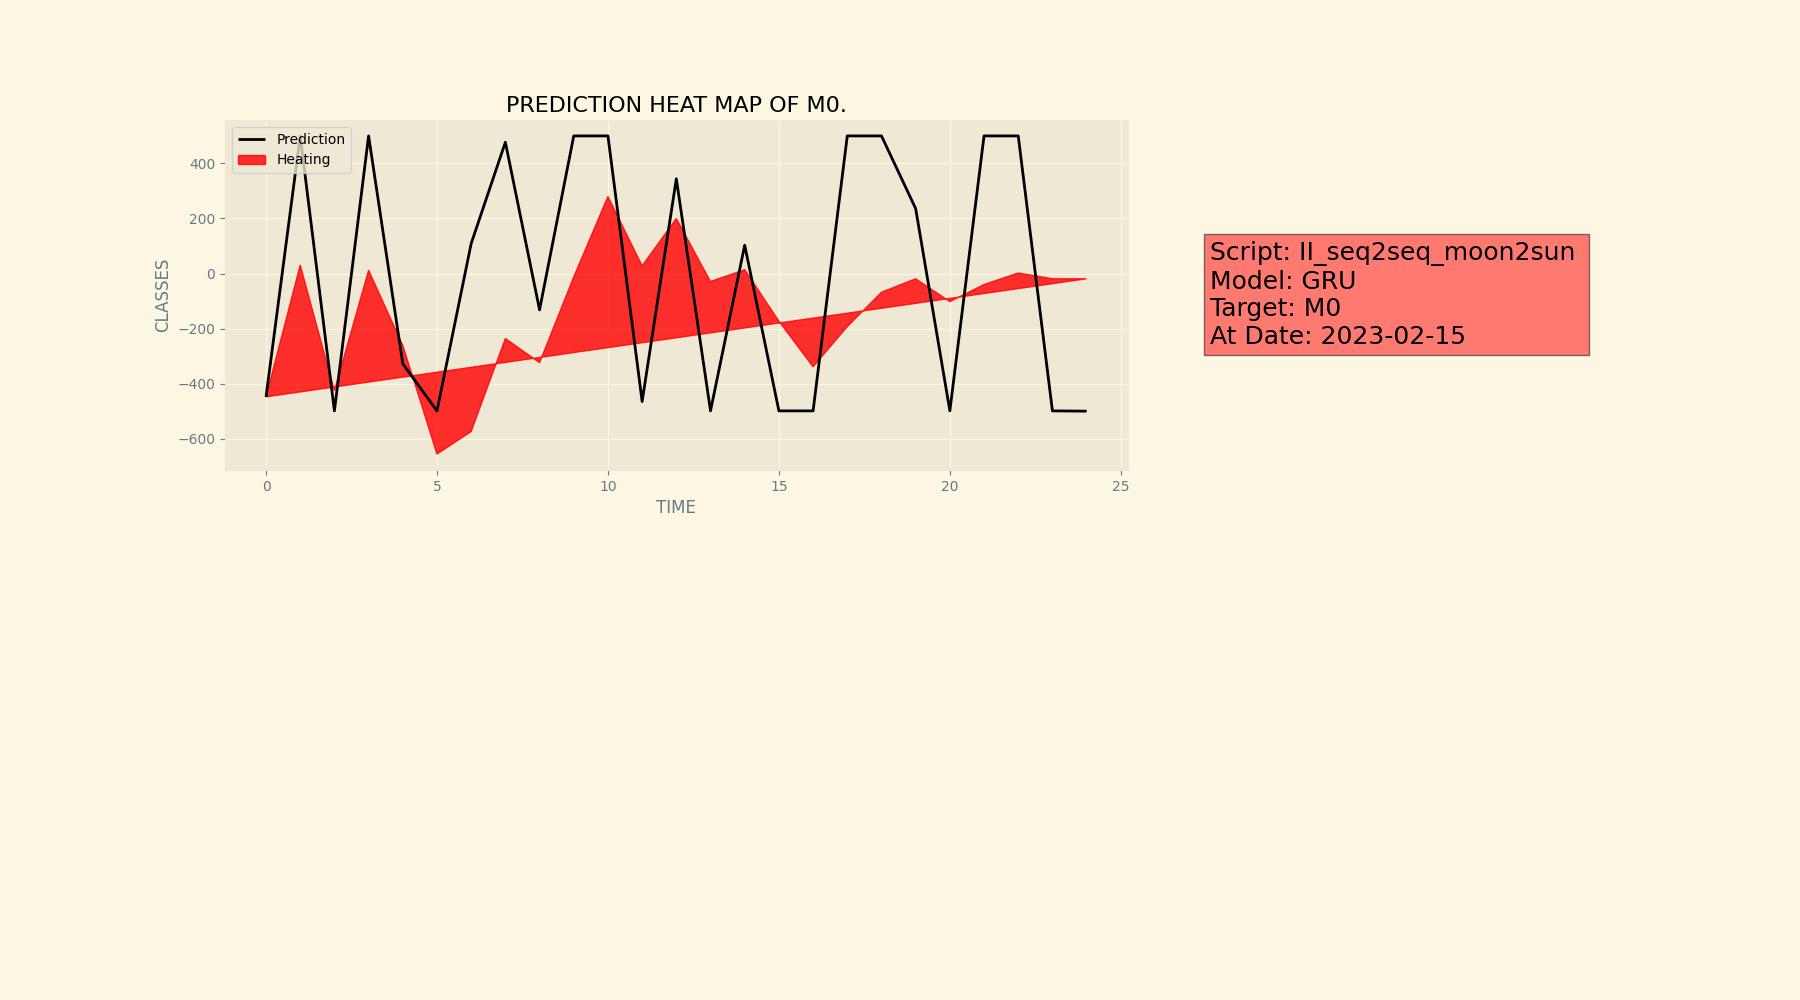 PREDICTION HEAT MAP OF M0.
Prediction
Heating
400
200
0
−200
−400
−600
CLASSES
0 5 10 15 20 25
TIME
Script: II_seq2seq_moon2sun
Model: GRU
Target: M0
At Date: 2023-02-15